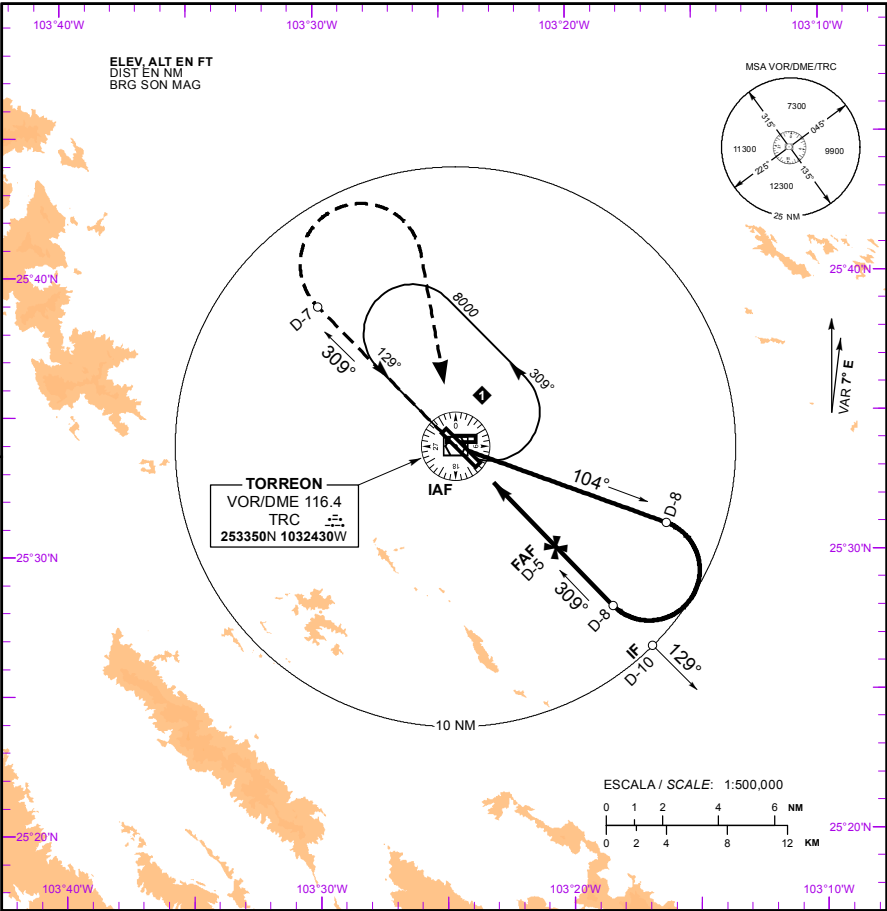 103°40'W
103°30'W
103°20'W
103°10'W
ELEV, ALT EN FT
DIST EN NM
BRG SON MAG
MSA VOR/DME/TRC
7300
315°
045°
11300
9900
225°
135°
12300
25 NM
25°40'N
25°40'N
8000
D-7
309°
129°
309°
VAR 7° E
1
0
9
27
18
IAF
TORREON
VOR/DME 116.4
TRC
253350N 1032430W
104°
D-8
25°30'N
25°30'N
FAF
D-5
309°
D-8
IF
D-10
129°
10 NM
ESCALA / SCALE: 1:500,000
0 1 2 4 6 NM
0 2 4 8 12 KM
25°20'N
25°20'N
103°40'W
103°30'W
103°20'W
103°10'W